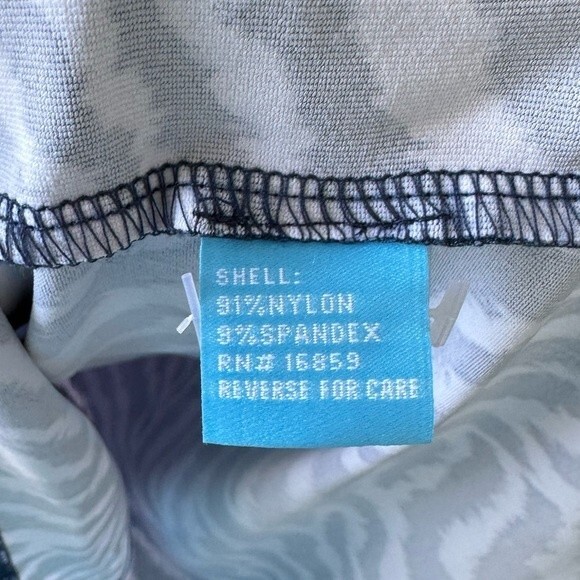 SHELL:
91%NYLON
9%SPANDEX
RN# 16859
REVERSE FOR CARE